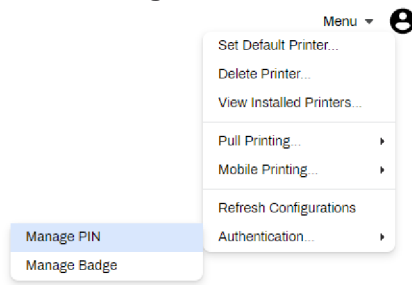 Menu
Set Default Printer...
Delete Printer...
View Installed Printers...
Pull Printing...
Mobile Printing...
Refresh Configurations
Authentication...
Manage PIN
Manage Badge